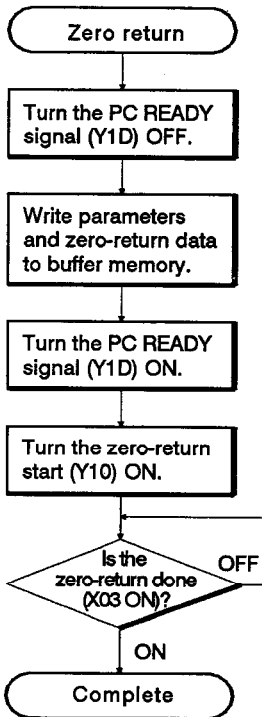 Zero return
Turn the PC READY
signal (Y1D) OFF.
Write parameters
and zero-return data
to buffer memory.
Turn the PC READY
signal (Y1D) ON.
Turn the zero-return
start (Y10) ON.
Is the
zero-return done
(X03 ON)?
OFF
ON
Complete